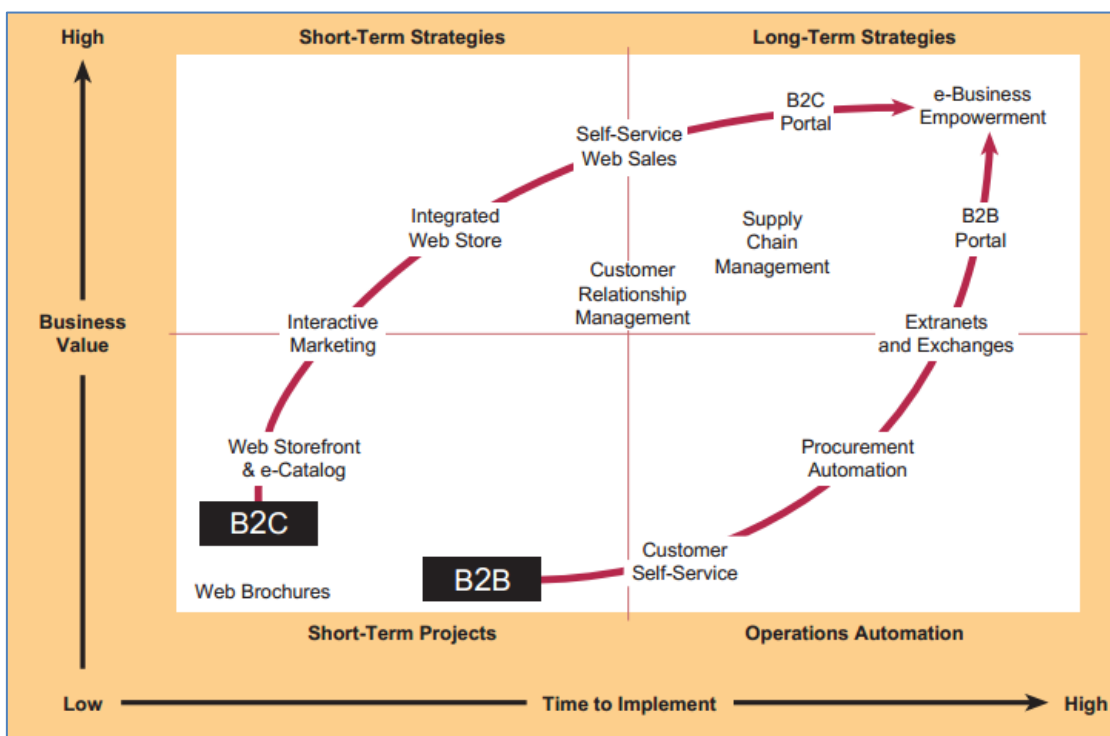 High
Short-Term Strategies
Long-Term Strategies
B2C
Portal
e-Business
Empowerment
Self-Service
Web Sales
Integrated
Web Store
Supply
Chain
Management
B2B
Portal
Customer
Relationship
Management
Business
Value
Interactive
Marketing
Extranets
and Exchanges
Web Storefront
& e-Catalog
Procurement
Automation
B2C
Customer
Self-Service
B2B
Web Brochures
Short-Term Projects
Operations Automation
Low
Time to Implement
High